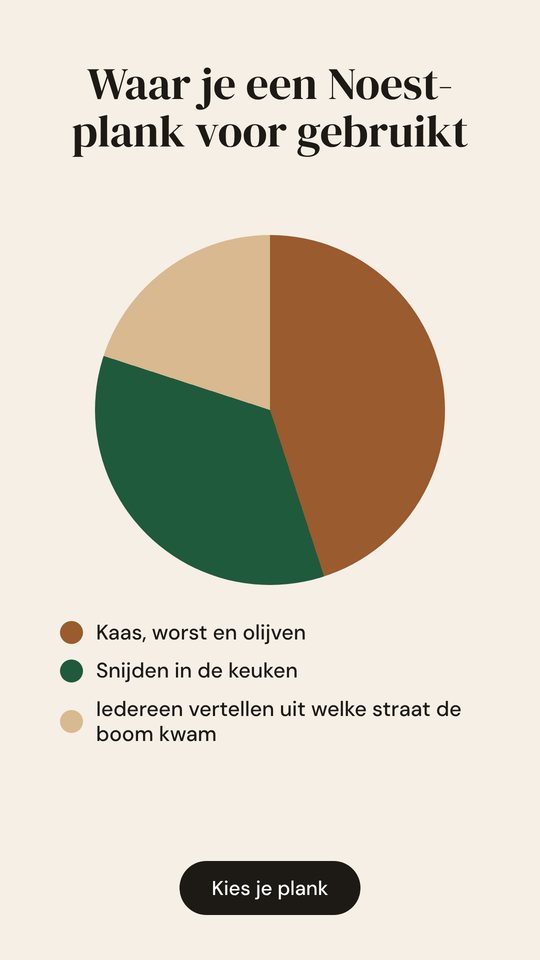 Waar je een Noest-
plank voor gebruikt
Kaas, worst en olijven
Snijden in de keuken
Iedereen vertellen uit welke straat de
boom kwam
Kies je plank